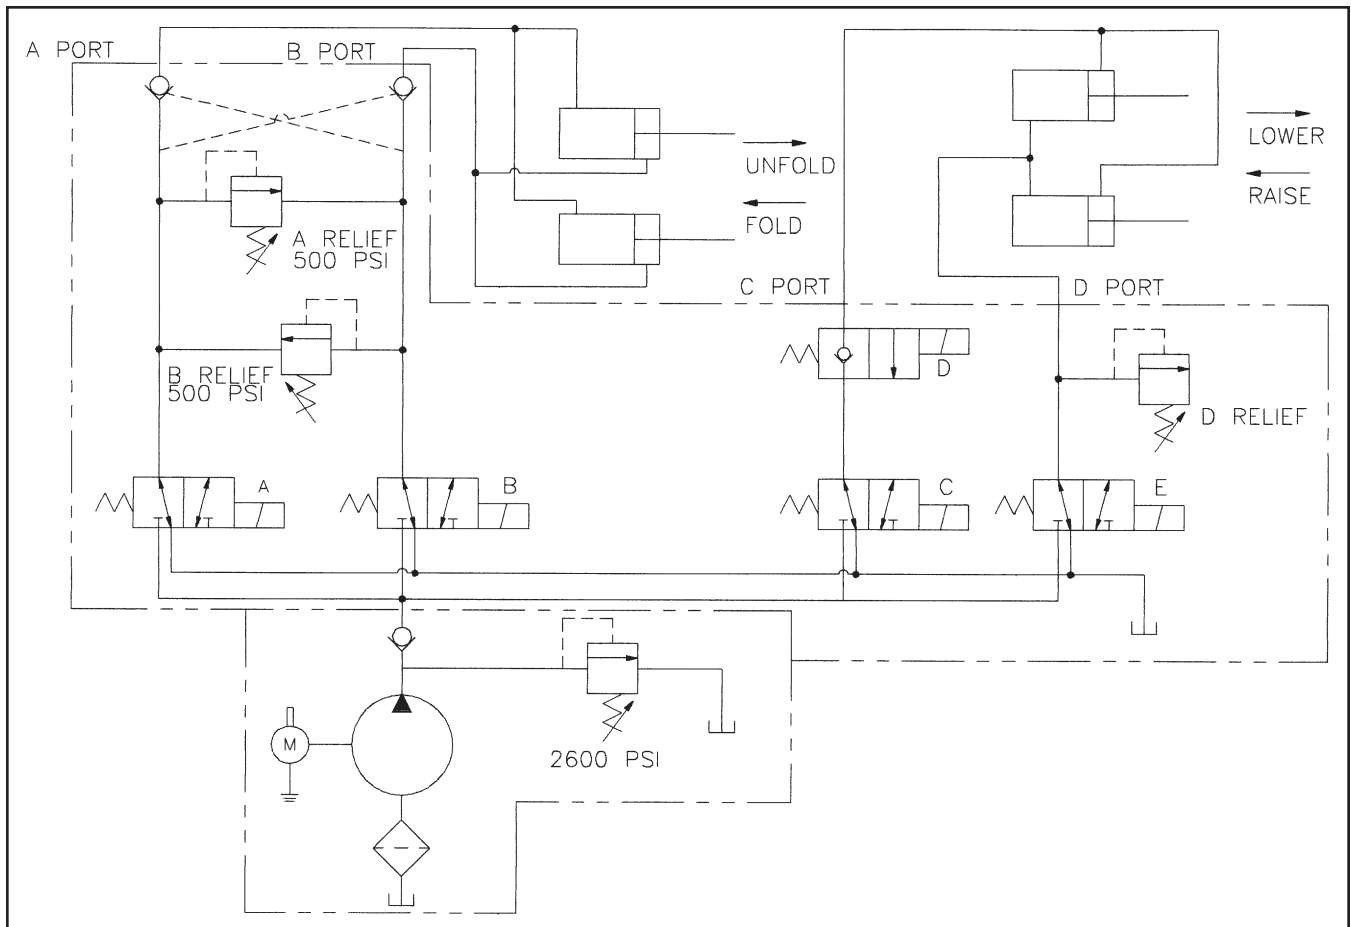 A PORT
B PORT
UNFOLD
FOLD
LOWER
RAISE
A RELIEF
500 PSI
C PORT
D PORT
B RELIEF
500 PSI
D
D RELIEF
A
B
C
E
M
2600 PSI